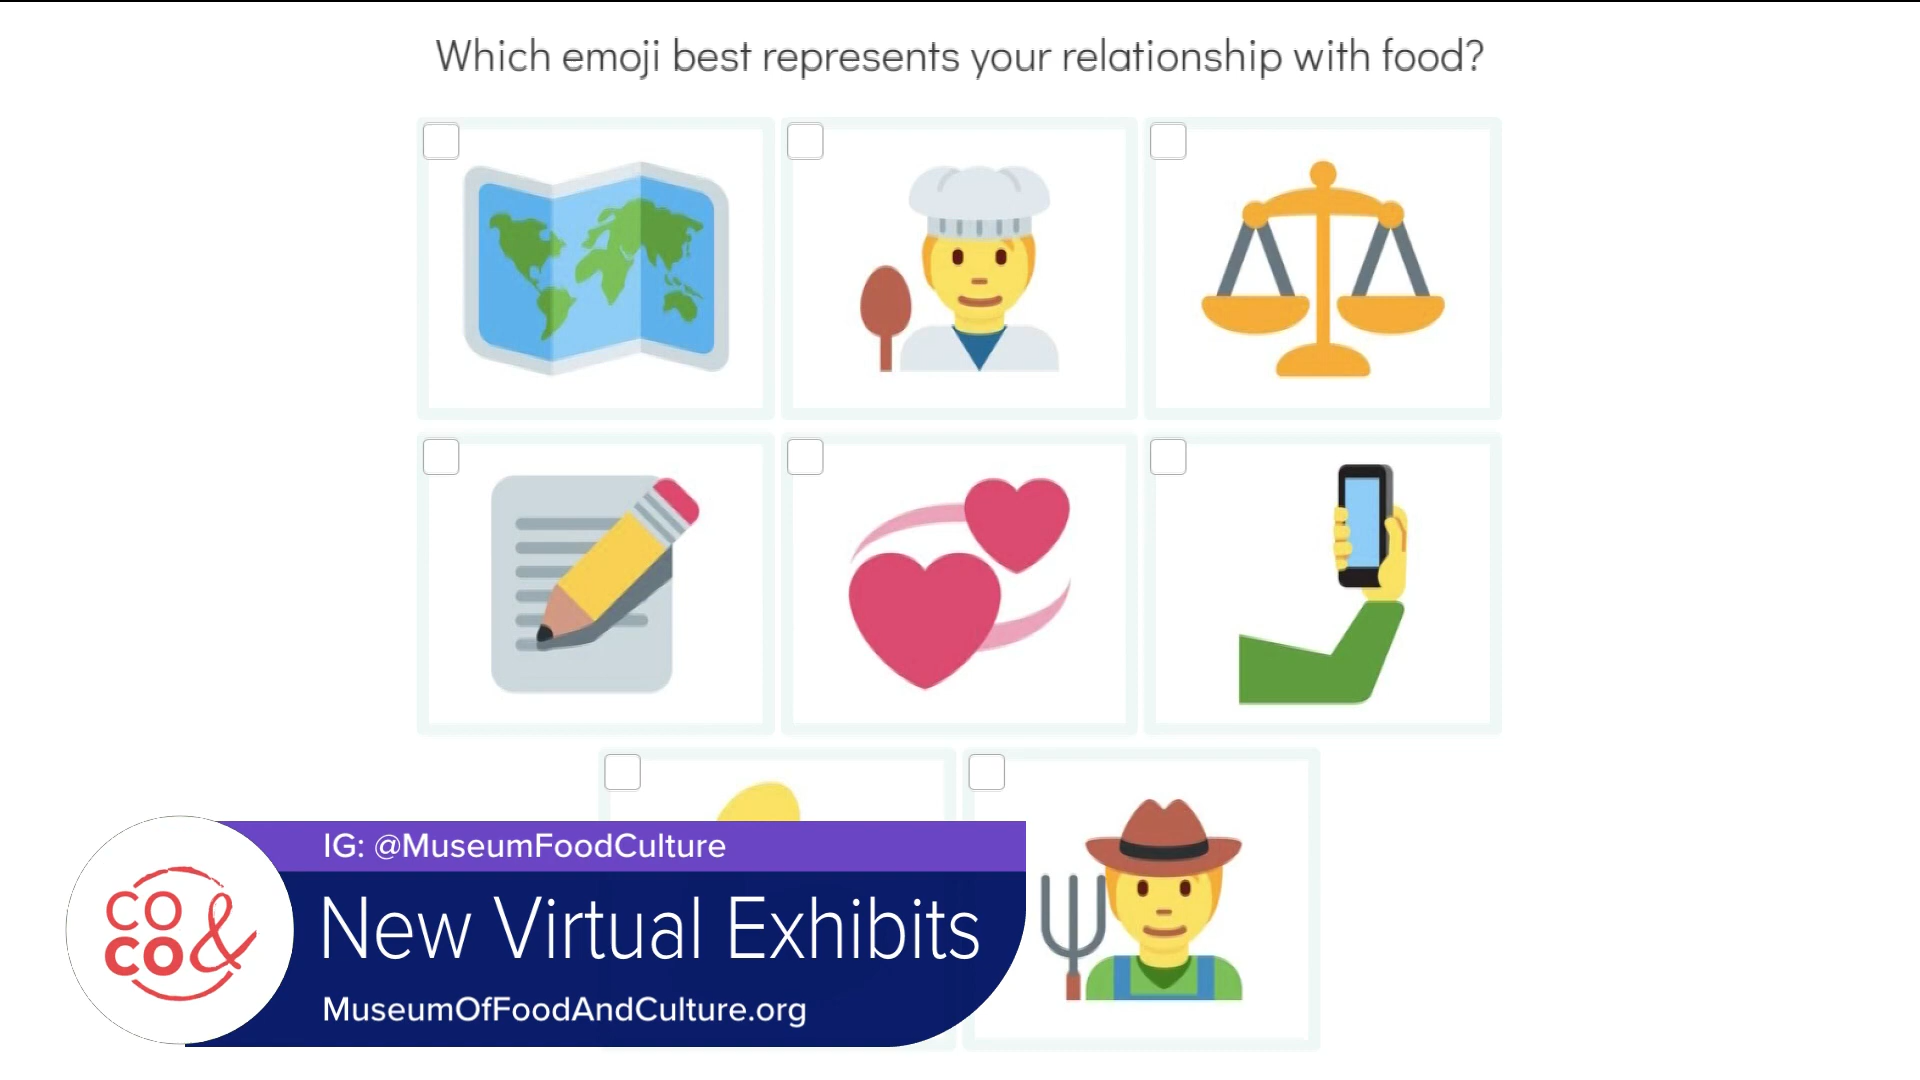 Which emoji best represents your relationship with food?
IG: @MuseumFoodCulture
New Virtual Exhibits
MuseumOfFoodAndCulture.org
CO
CO&